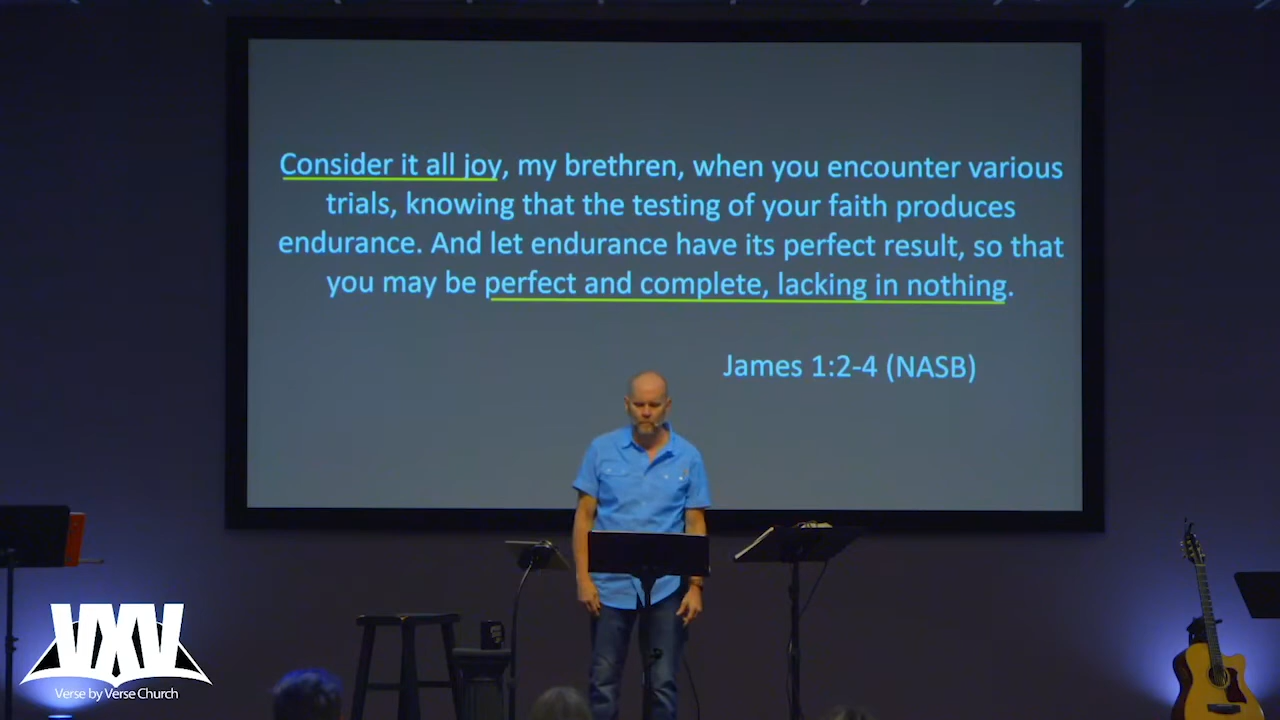 Consider it all joy, my brethren, when you encounter various
trials, knowing that the testing of your faith produces
endurance. And let endurance have its perfect result, so that
you may be perfect and complete, lacking in nothing.
James 1:2-4 (NASB)
VXV
Verse by Verse Church